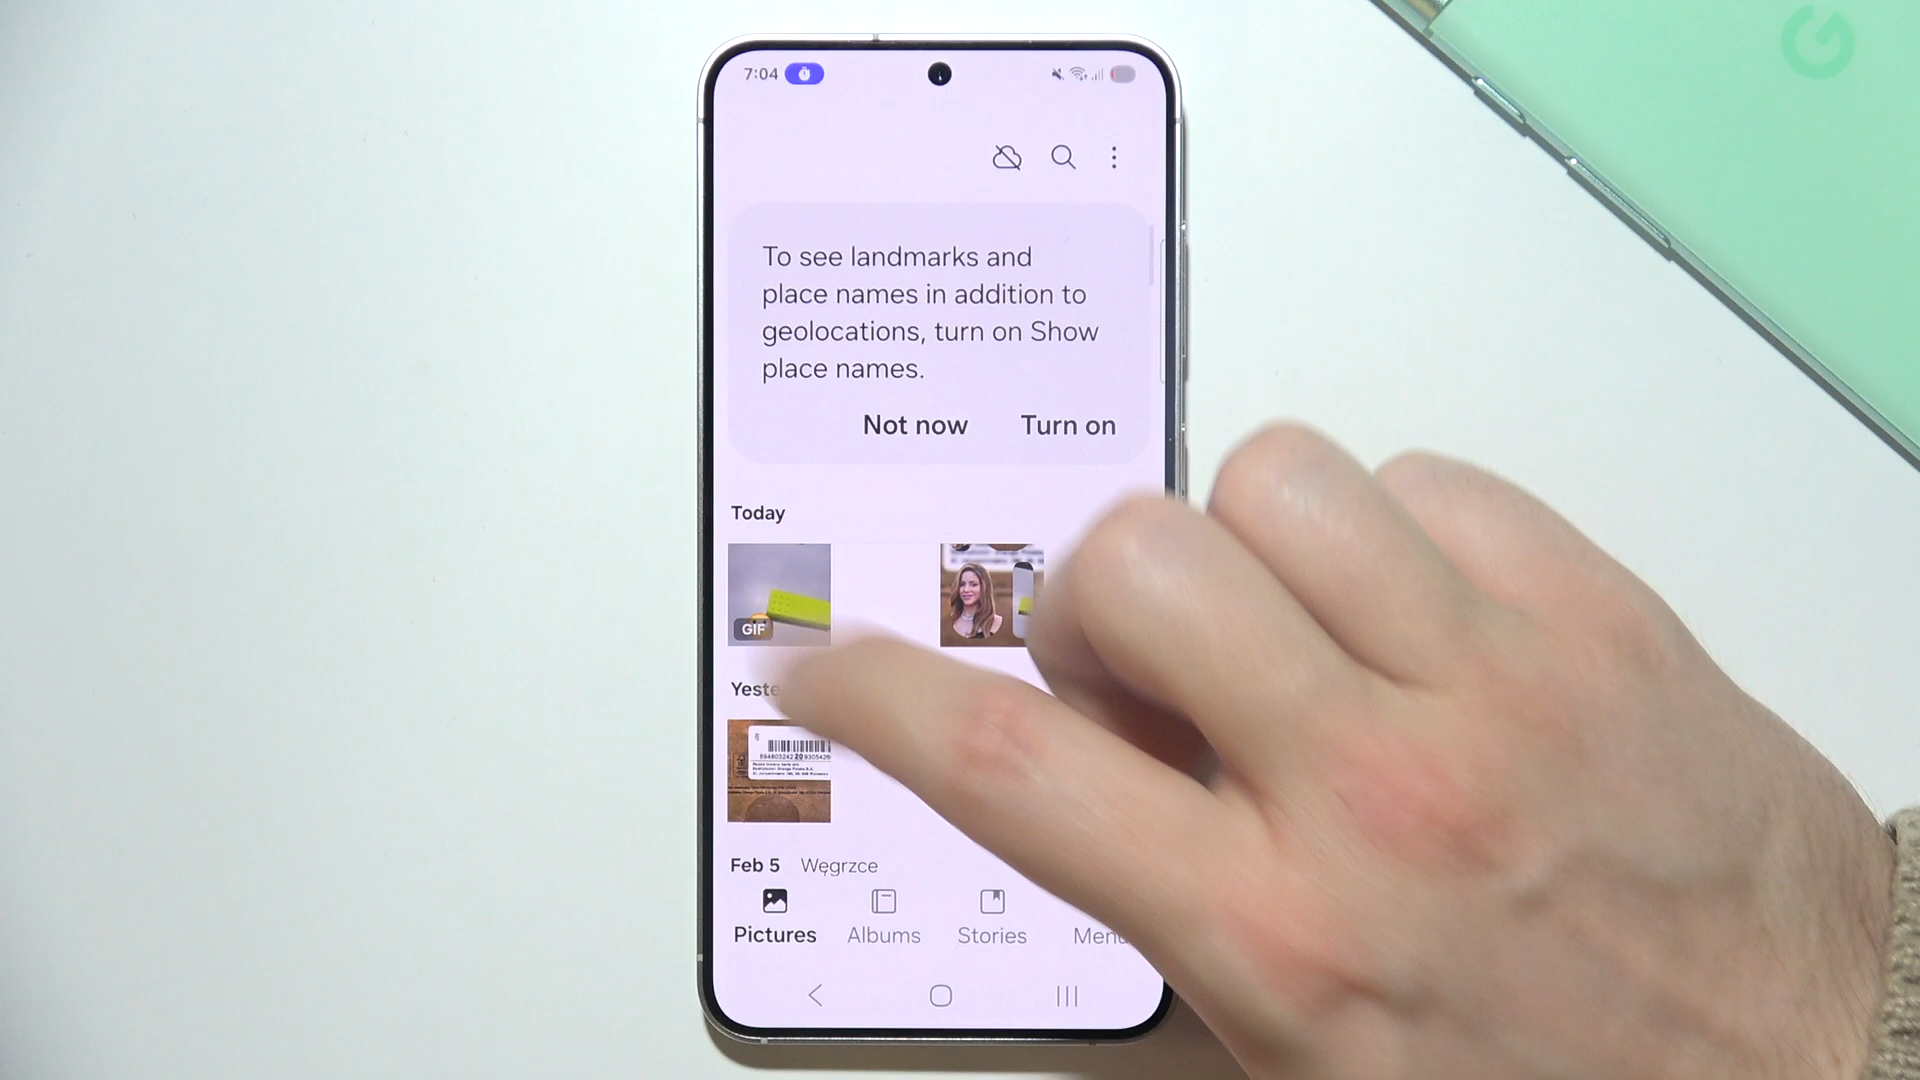 7:04
To see landmarks and
place names in addition to
geolocations, turn on Show
place names.
Not now Turn on
Today
GIF
Feb 5 Węgrzce
Pictures Albums Stories